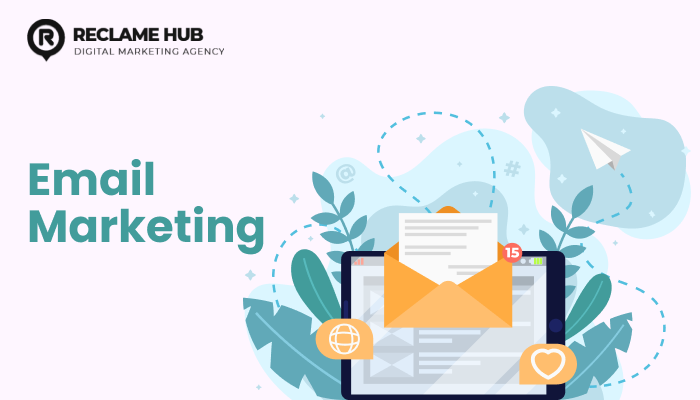 RECLAME HUB
DIGITAL MARKETING AGENCY
Email
Marketing
@
#
15